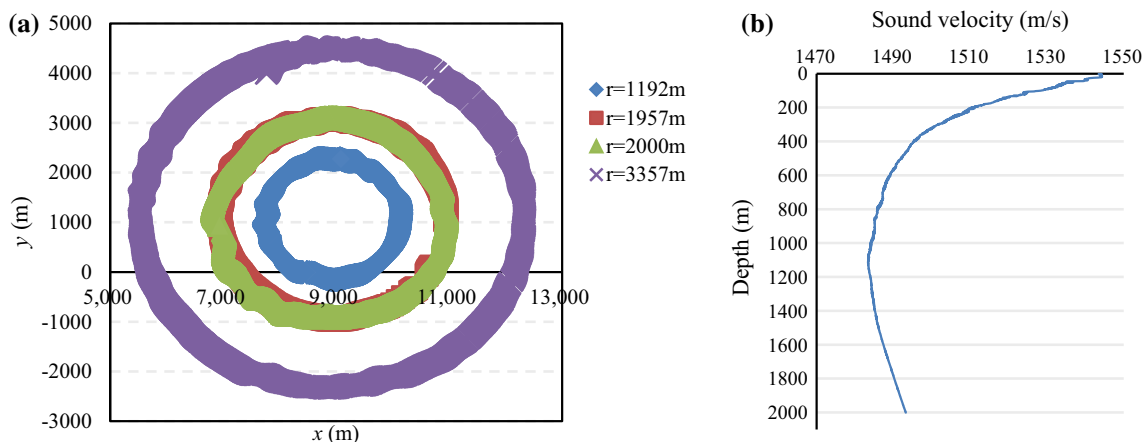 (a)
5000
4000
3000
2000
1000
0
-1000
-2000
-3000
5,000 7,000 9,000 11,000 13,000
y (m)
x (m)
r=1192m
r=1957m
r=2000m
r=3357m
(b)
Sound velocity (m/s)
1470 1490 1510 1530 1550
0
200
400
600
800
1000
1200
1400
1600
1800
2000
Depth (m)